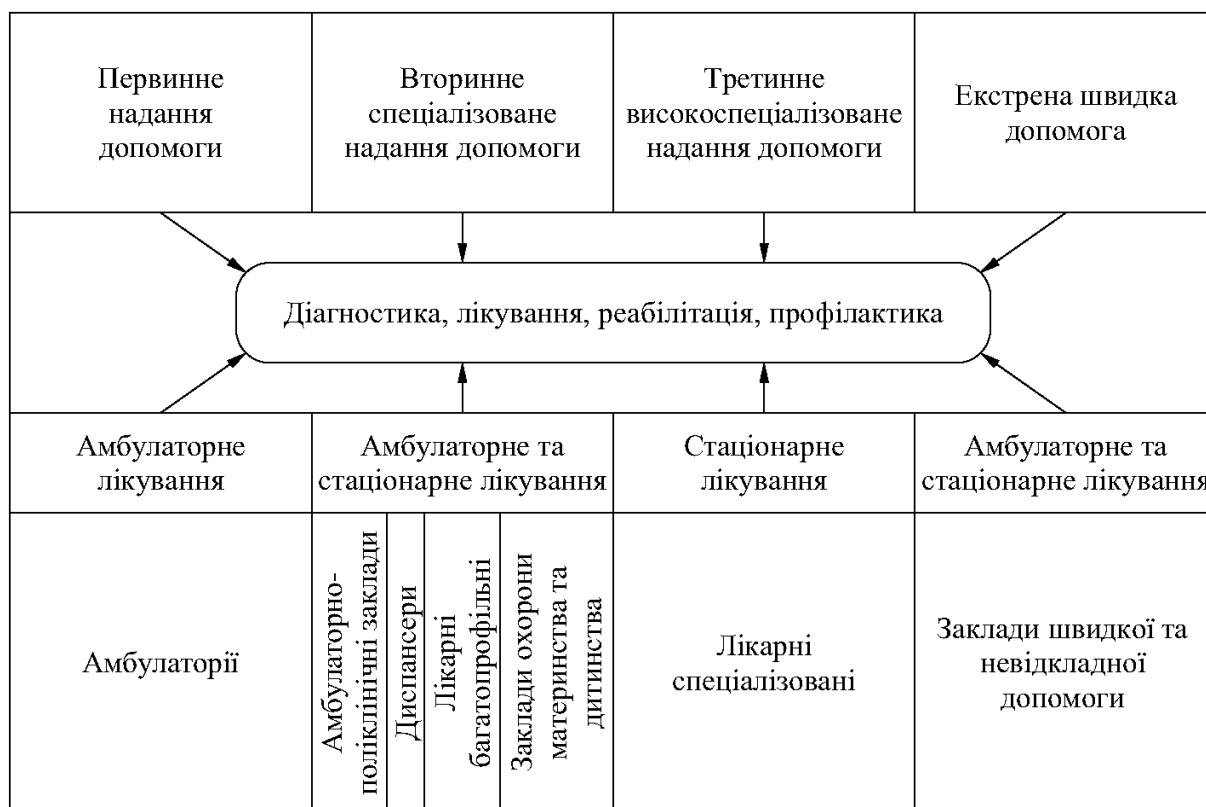 Первинне
надання
допомоги
Вторинне
спеціалізоване
надання допомоги
Третинне
високоспеціалізоване
надання допомоги
Екстрена швидка
допомога
Діагностика, лікування, реабілітація, профілактика
Амбулаторне
лікування
Амбулаторне та
стаціонарне лікування
Стаціонарне
лікування
Амбулаторне та
стаціонарне лікування
Амбулаторії
Амбулаторно-
поліклінічні заклади
Диспансери
Лікарні
багатопрофільні
Заклади охорони
материнства та
дитинства
Лікарні
спеціалізовані
Заклади швидкої та
невідкладної
допомоги